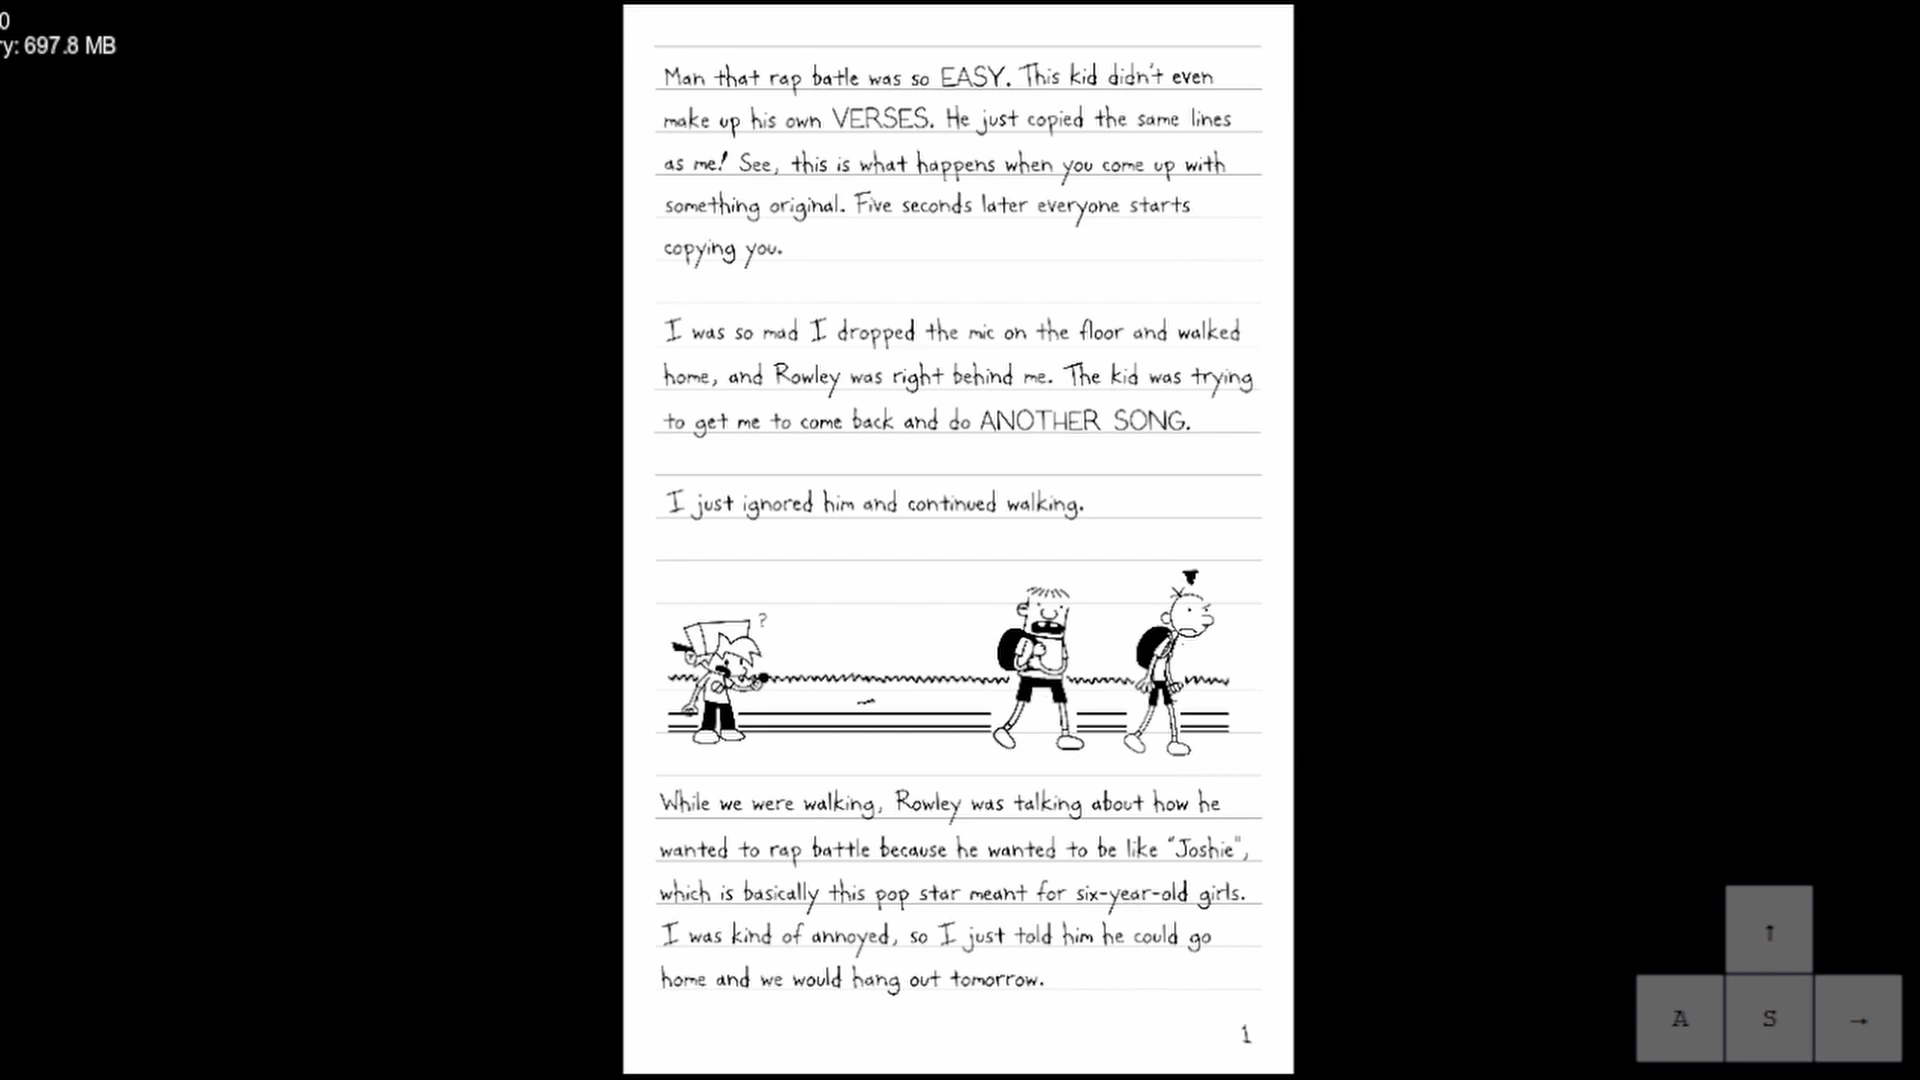 0
ry: 697.8 MB
Man that rap batle was so EASY. This kid didn't even
make up his own VERSES. He just copied the same lines
as me! See, this is what happens when you come up with
something original. Five seconds later everyone starts
copying you.
I was so mad I dropped the mic on the floor and walked
home, and Rowley was right behind me. The kid was trying
to get me to come back and do ANOTHER SONG.
I just ignored him and continued walking.
?
While we were walking, Rowley was talking about how he
wanted to rap battle because he wanted to be like "Joshie",
which is basically this pop star meant for six-year-old girls.
I was kind of annoyed, so I just told him he could go
home and we would hang out tomorrow.
1
↑
A S →